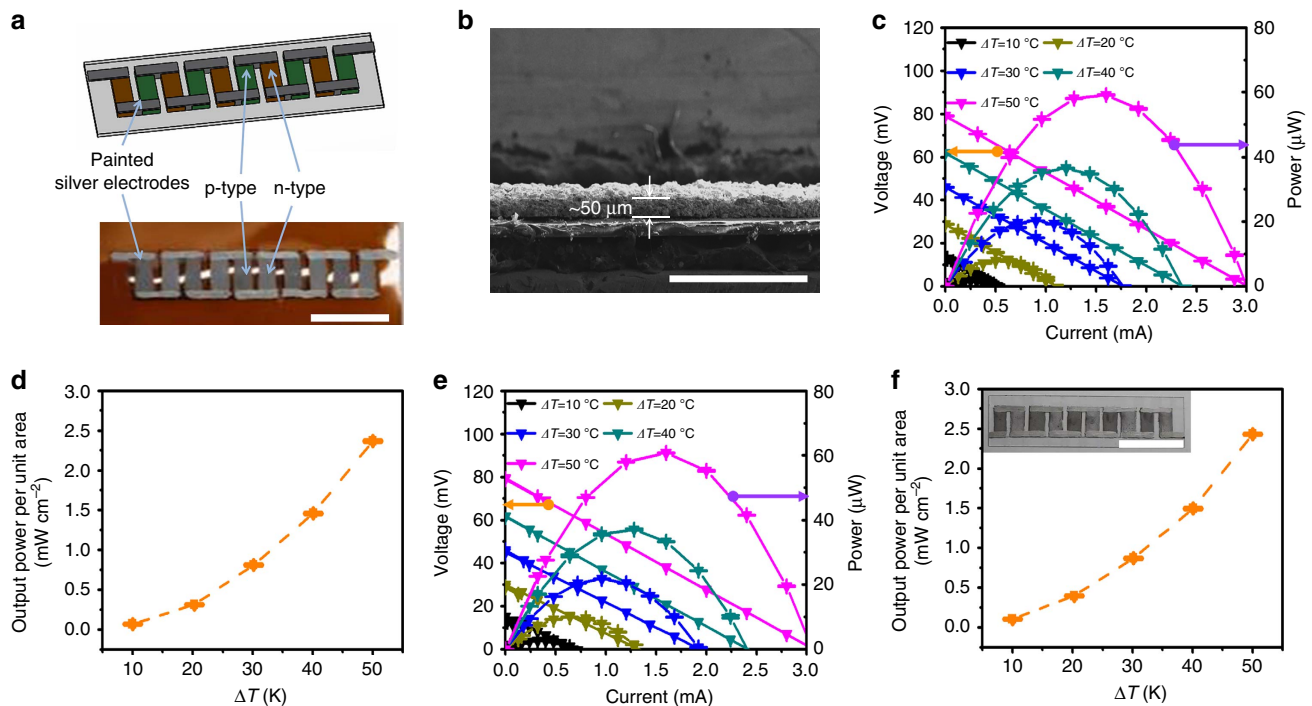 a
Painted
silver electrodes
p-type
n-type
b
~50 μm
c
ΔT=10 °C
ΔT=20 °C
ΔT=30 °C
ΔT=40 °C
ΔT=50 °C
120
100
80
60
40
20
0
Voltage (mV)
80
60
40
20
0
Power (μW)
0.0 0.5 1.0 1.5 2.0 2.5 3.0
Current (mA)
d
3.0
2.5
2.0
1.5
1.0
0.5
0.0
Output power per unit area
(mW cm−2)
10 20 30 40 50
ΔT (K)
e
ΔT=10 °C
ΔT=20 °C
ΔT=30 °C
ΔT=40 °C
ΔT=50 °C
120
100
80
60
40
20
0
Voltage (mV)
80
60
40
20
0
Power (μW)
0.0 0.5 1.0 1.5 2.0 2.5 3.0
Current (mA)
f
3.0
2.5
2.0
1.5
1.0
0.5
0.0
Output power per unit area
(mW cm−2)
10 20 30 40 50
ΔT (K)